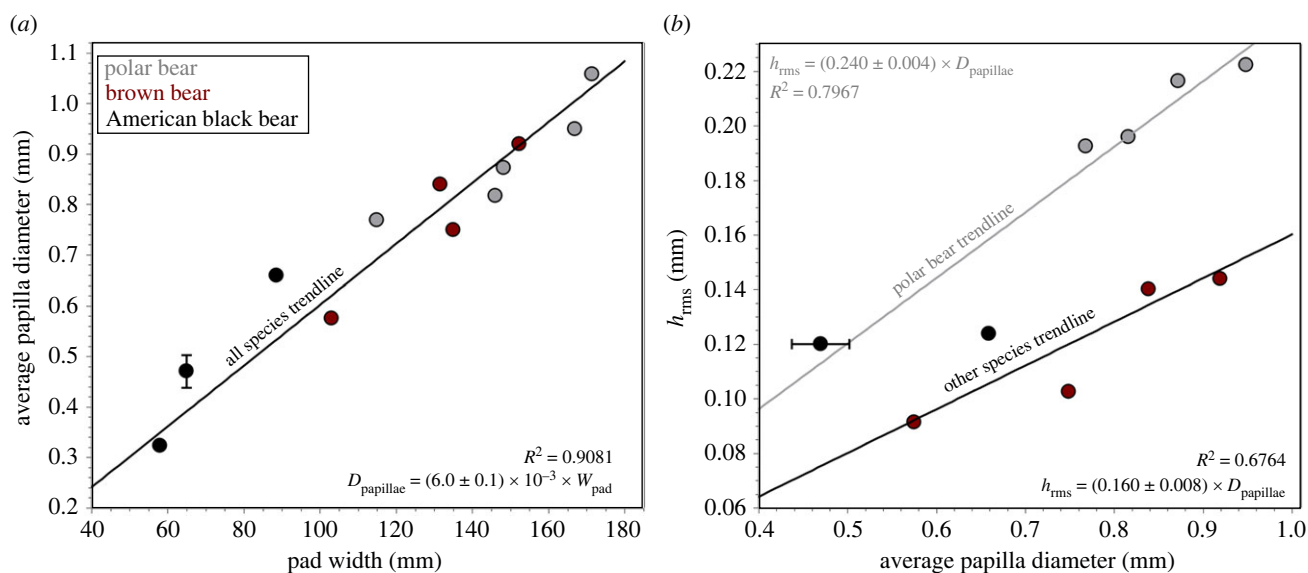 (a)
average papilla diameter (mm)
1.1
1.0
0.9
0.8
0.7
0.6
0.5
0.4
0.3
0.2
polar bear
brown bear
American black bear
all species trendline
R² = 0.9081
D_papillae = (6.0 ± 0.1) × 10⁻³ × W_pad
40 60 80 100 120 140 160 180
pad width (mm)
(b)
h_rms (mm)
0.22
0.20
0.18
0.16
0.14
0.12
0.10
0.08
0.06
h_rms = (0.240 ± 0.004) × D_papillae
R² = 0.7967
polar bear trendline
other species trendline
R² = 0.6764
h_rms = (0.160 ± 0.008) × D_papillae
0.4 0.5 0.6 0.7 0.8 0.9 1.0
average papilla diameter (mm)